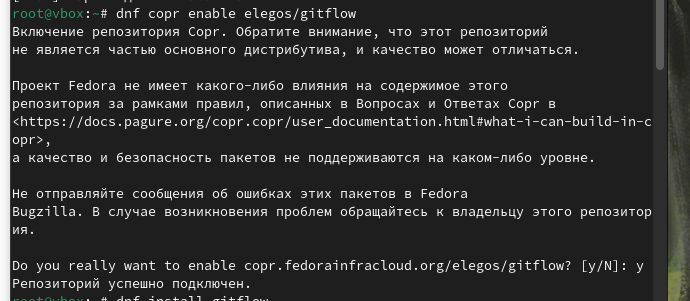 root@vbox:~# dnf copr enable elegos/gitflow
Включение репозитория Copr. Обратите внимание, что этот репозиторий
не является частью основного дистрибутива, и качество может отличаться.
Проект Fedora не имеет какого-либо влияния на содержимое этого
репозитория за рамками правил, описанных в Вопросах и Ответах Copr в
<https://docs.pagure.org/copr.copr/user_documentation.html#what-i-can-build-in-c
opr>,
а качество и безопасность пакетов не поддерживаются на каком-либо уровне.
Не отправляйте сообщения об ошибках этих пакетов в Fedora
Bugzilla. В случае возникновения проблем обращайтесь к владельцу этого репозитор
ия.
Do you really want to enable copr.fedorainfracloud.org/elegos/gitflow? [y/N]: y
Репозиторий успешно подключен.
root@vbox:~# dnf install gitflow